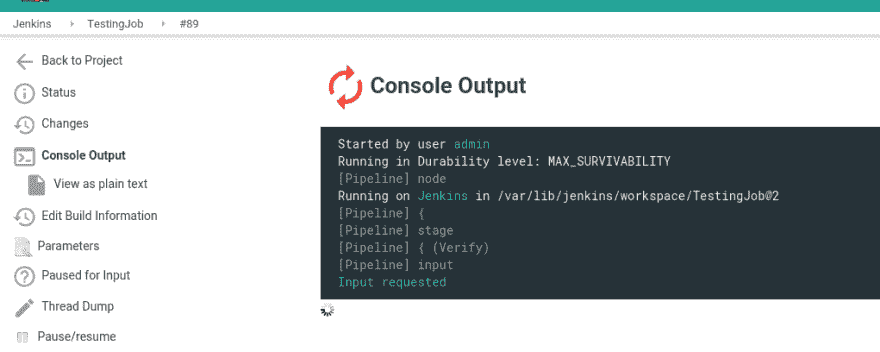 Jenkins TestingJob #89
Back to Project
Status
Changes
Console Output
View as plain text
Edit Build Information
Parameters
Paused for Input
Thread Dump
Pause/resume
Console Output
Started by user admin
Running in Durability level: MAX_SURVIVABILITY
[Pipeline] node
Running on Jenkins in /var/lib/jenkins/workspace/TestingJob@2
[Pipeline] {
[Pipeline] stage
[Pipeline] { (Verify)
[Pipeline] input
Input requested